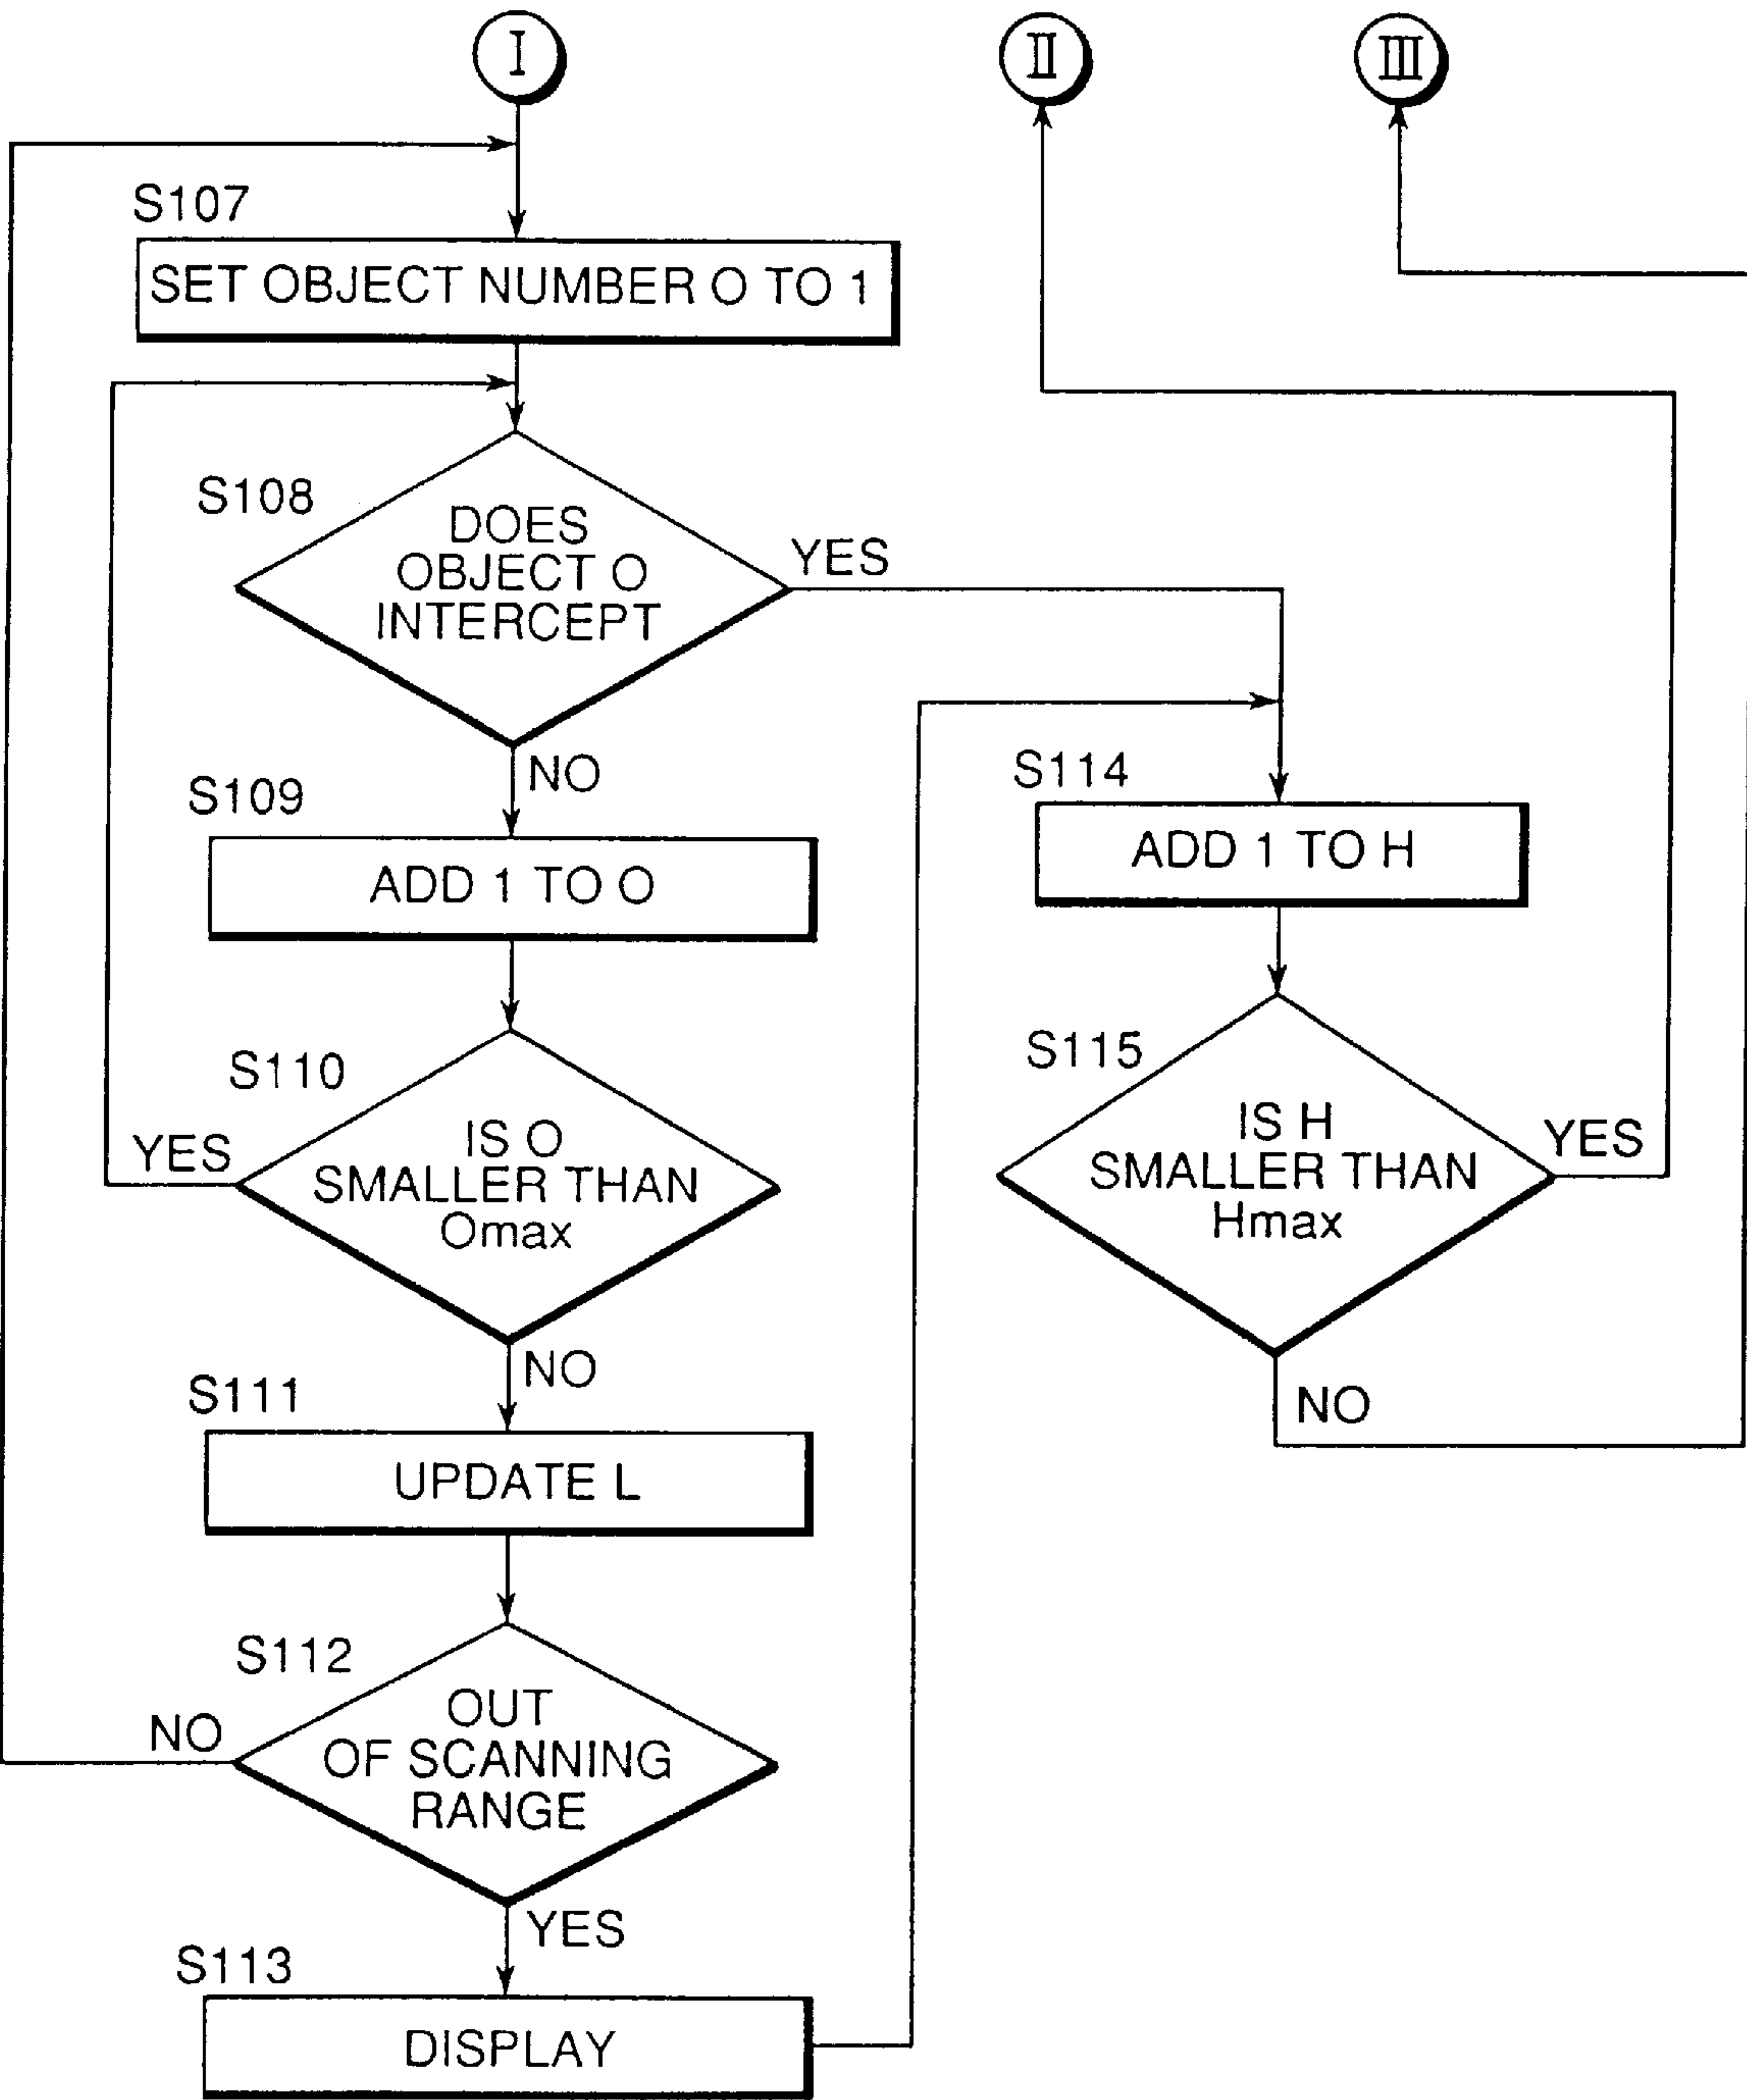 I
II
III
S107
SET OBJECT NUMBER O TO 1
S108
DOES
OBJECT O
INTERCEPT
YES
NO
S109
ADD 1 TO O
S110
IS O
SMALLER THAN
Omax
YES
NO
S111
UPDATE L
S112
OUT
OF SCANNING
RANGE
NO
YES
S113
DISPLAY
S114
ADD 1 TO H
S115
IS H
SMALLER THAN
Hmax
YES
NO